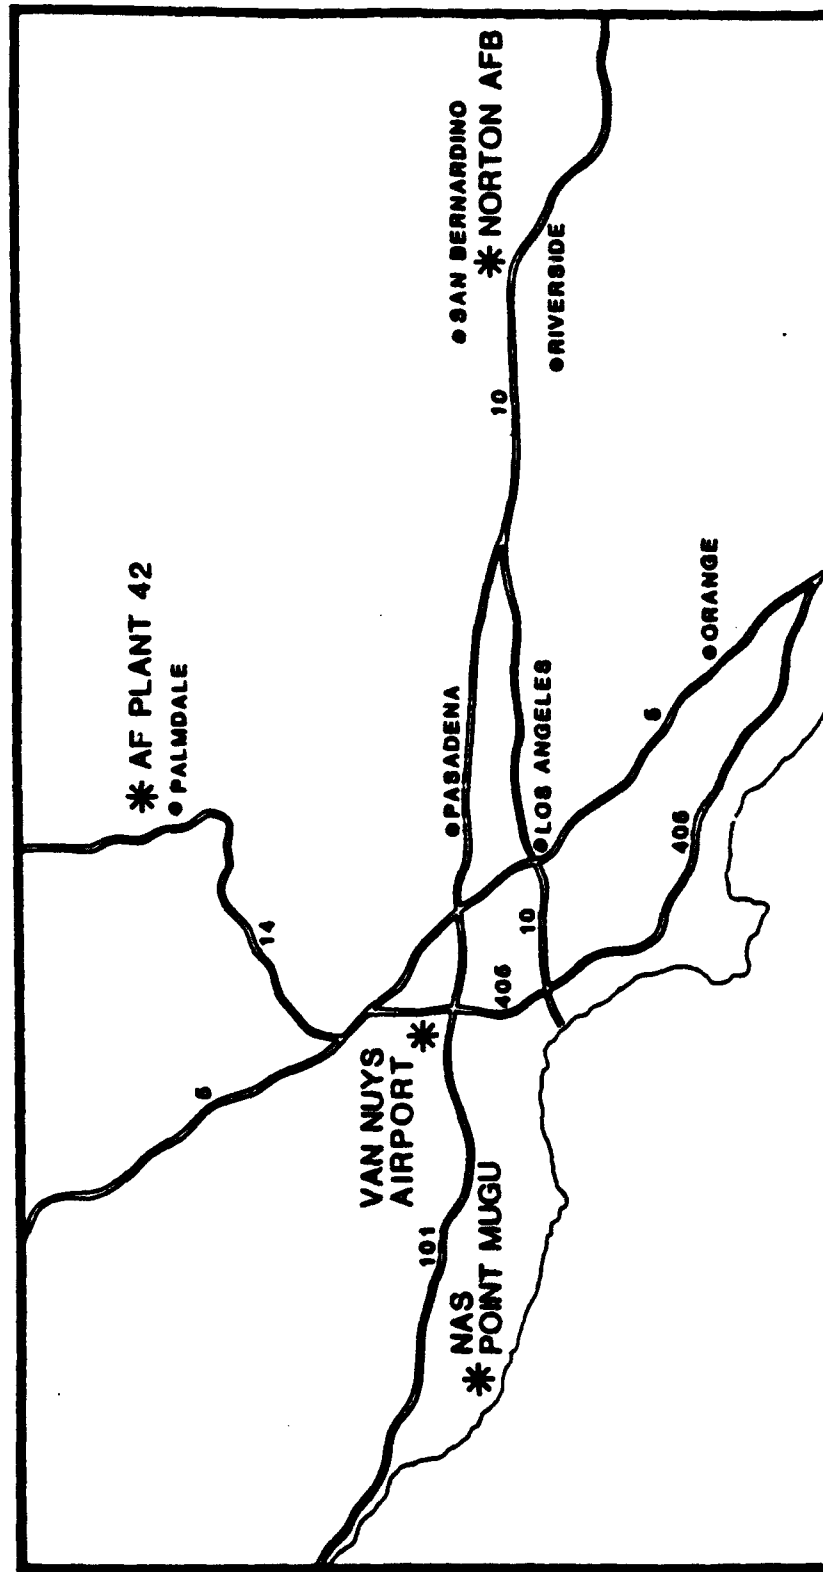 AF PLANT 42
PALMDALE
14
5
VAN NUYS
AIRPORT
101
NAS
POINT MUGU
PASADENA
405
10
LOS ANGELES
5
405
ORANGE
10
SAN BERNARDINO
NORTON AFB
RIVERSIDE